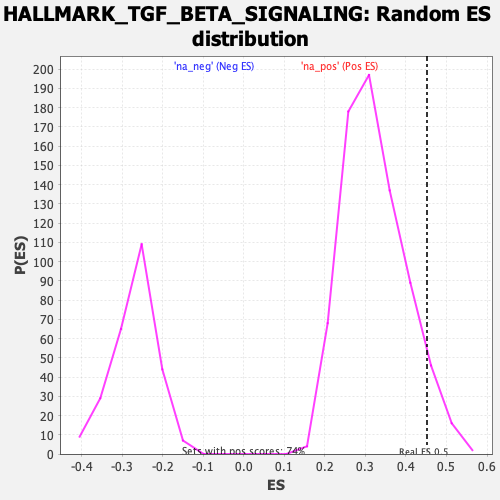 HALLMARK_TGF_BETA_SIGNALING: Random ES
distribution
'na_neg' (Neg ES) 'na_pos' (Pos ES)
200
190
180
170
160
150
140
130
120
110
100
90
80
70
60
50
40
30
20
10
0
P(ES)
Sets with pos scores: 74%
Real ES 0.5
-0.4 -0.3 -0.2 -0.1 0.0 0.1 0.2 0.3 0.4 0.5 0.6
ES